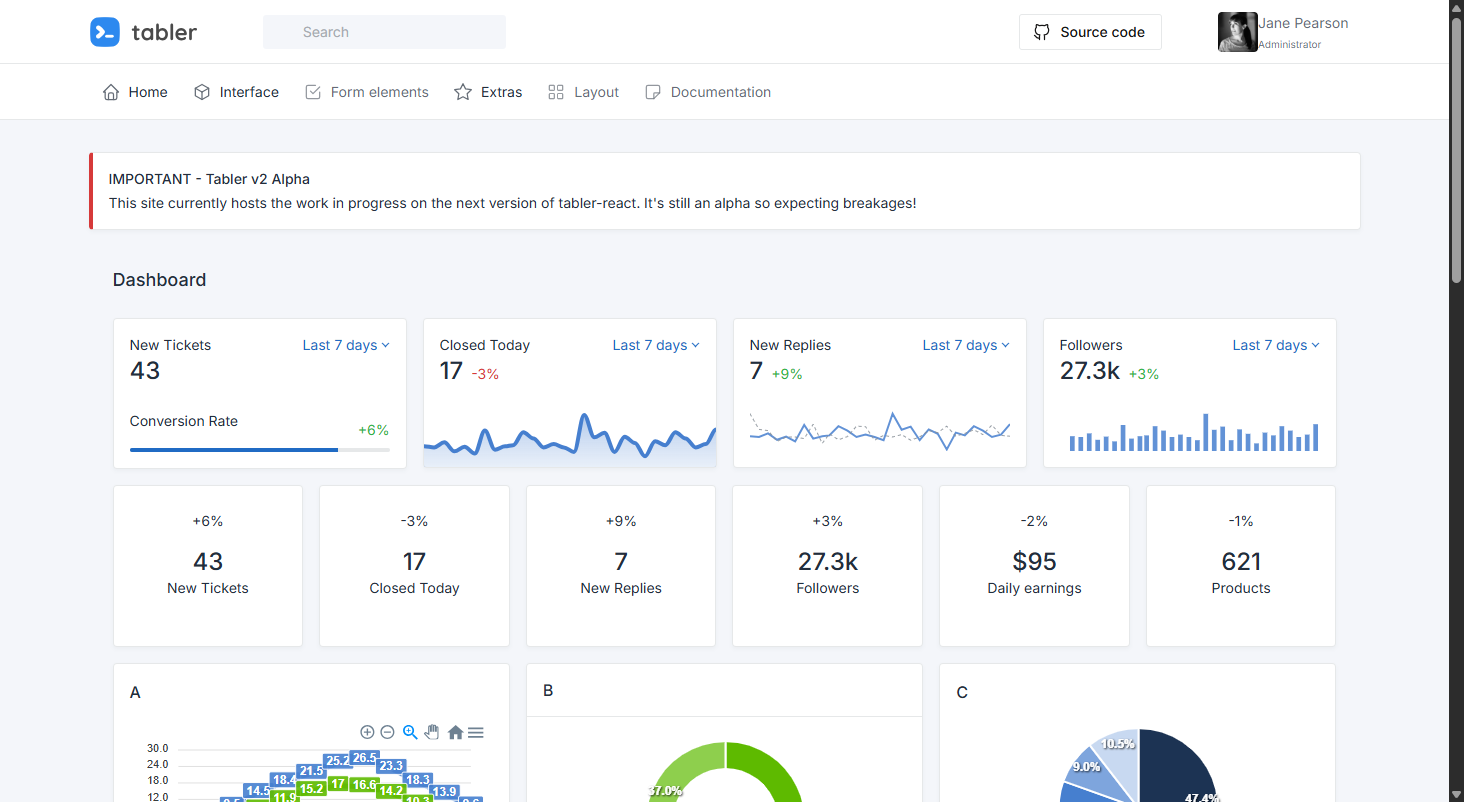 tabler
Search
Source code
Jane Pearson
Administrator
Home
Interface
Form elements
Extras
Layout
Documentation
IMPORTANT - Tabler v2 Alpha
This site currently hosts the work in progress on the next version of tabler-react. It's still an alpha so expecting breakages!
Dashboard
New Tickets
Last 7 days
43
Conversion Rate
+6%
Closed Today
Last 7 days
17 -3%
New Replies
Last 7 days
7 +9%
Followers
Last 7 days
27.3k +3%
+6%
43
New Tickets
-3%
17
Closed Today
+9%
7
New Replies
+3%
27.3k
Followers
-2%
$95
Daily earnings
-1%
621
Products
A
30.0
24.0
18.0
12.0
14.5
18.4
21.5
25.2
26.5
23.3
18.3
13.9
11.9
15.2
17
16.6
14.2
10.3
B
37.0%
C
10.5%
9.0%
47.4%